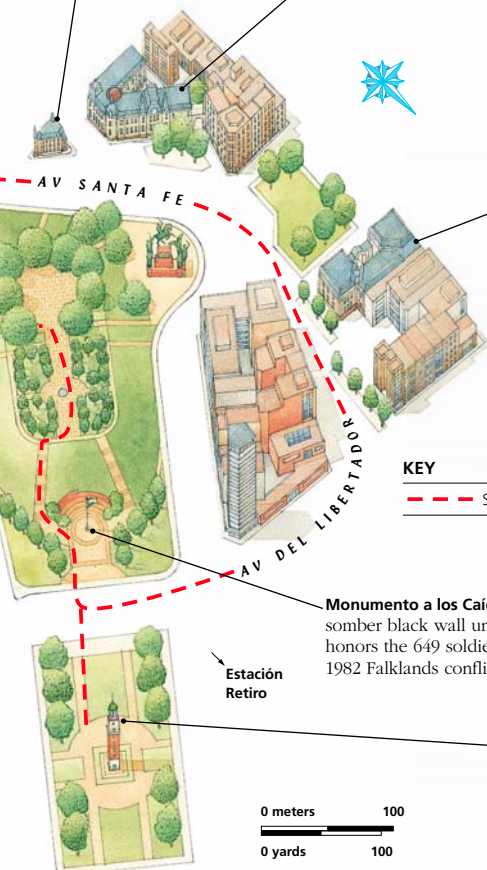 AV SANTA FE
AV DEL LIBERTADOR
KEY
S
Monumento a los Caí
somber black wall un
honors the 649 soldie
1982 Falklands confli
Estación
Retiro
0 meters 100
0 yards 100